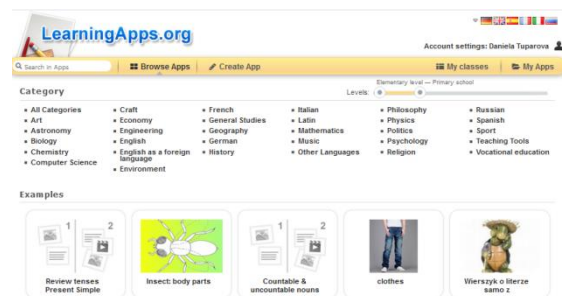 LearningApps.org
Account settings: Daniela Tuparova
Search in Apps
Browse Apps
Create App
My classes
My Apps
Category
Levels:
Elementary level — Primary school
All Categories
Art
Astronomy
Biology
Chemistry
Computer Science
Craft
Economy
Engineering
English
English as a foreign
language
Environment
French
General Studies
Geography
German
History
Italian
Latin
Mathematics
Music
Other Languages
Philosophy
Physics
Politics
Psychology
Religion
Russian
Spanish
Sport
Teaching Tools
Vocational education
Examples
1 2
Review tenses
Present Simple
Insect: body parts
1 2
Countable &
uncountable nouns
clothes
Wierszyk o literze
samo z